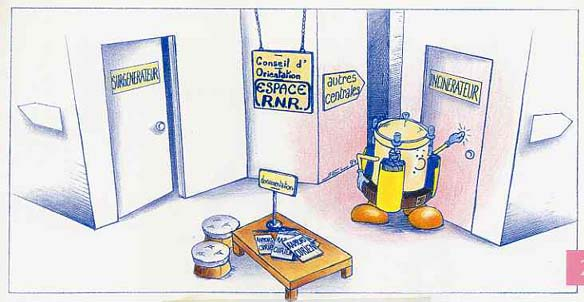 SURGENERATEUR
Conseil d'
Orientation
ESPACE
R.N.R.
autres
centrales
INCINERATEUR
documentation